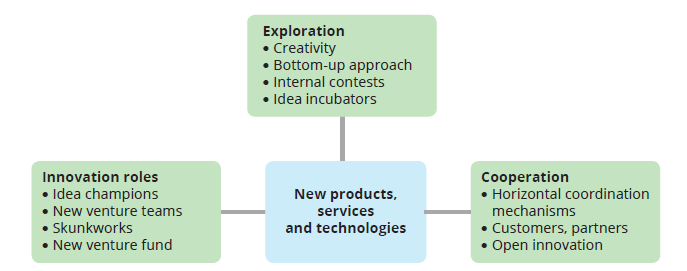 Exploration
• Creativity
• Bottom-up approach
• Internal contests
• Idea incubators
Innovation roles
• Idea champions
• New venture teams
• Skunkworks
• New venture fund
New products,
services
and technologies
Cooperation
• Horizontal coordination
mechanisms
• Customers, partners
• Open innovation